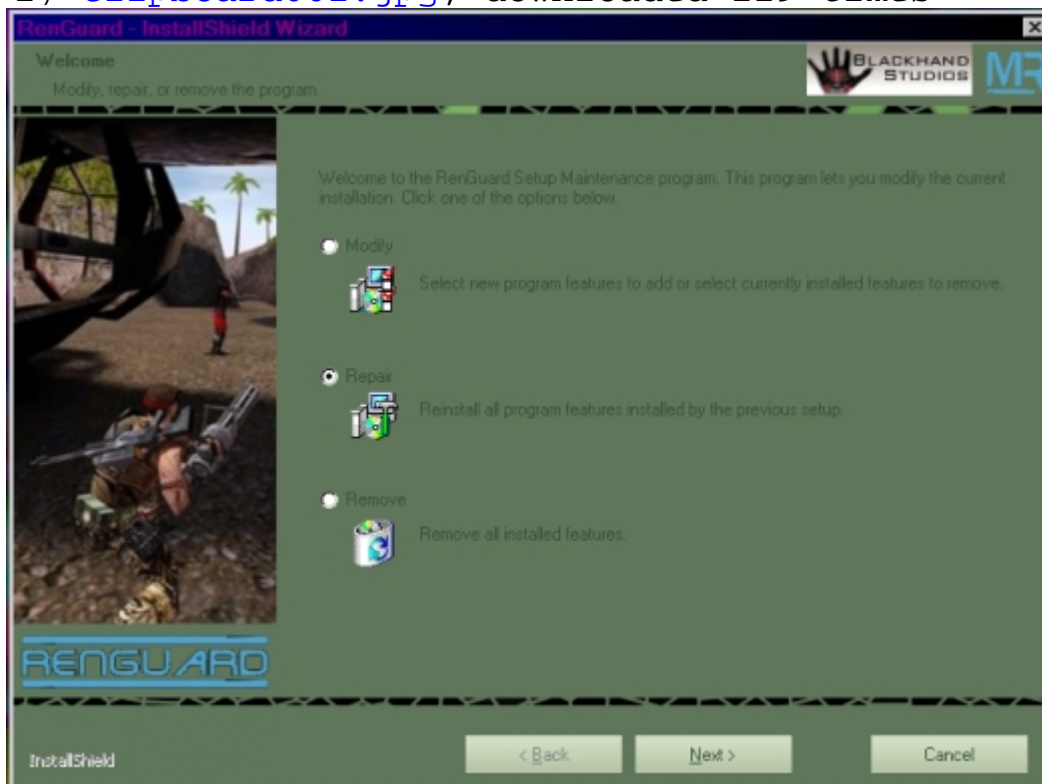 RenGuard - InstallShield Wizard
Welcome
Modify, repair, or remove the program.
BLACKHAND
STUDIOS
Welcome to the RenGuard Setup Maintenance program. This program lets you modify the current
installation. Click one of the options below.
Modify
Select new program features to add or select currently installed features to remove.
Repair
Reinstall all program features installed by the previous setup.
Remove
Remove all installed features.
RENGUARD
InstallShield
< Back
Next >
Cancel